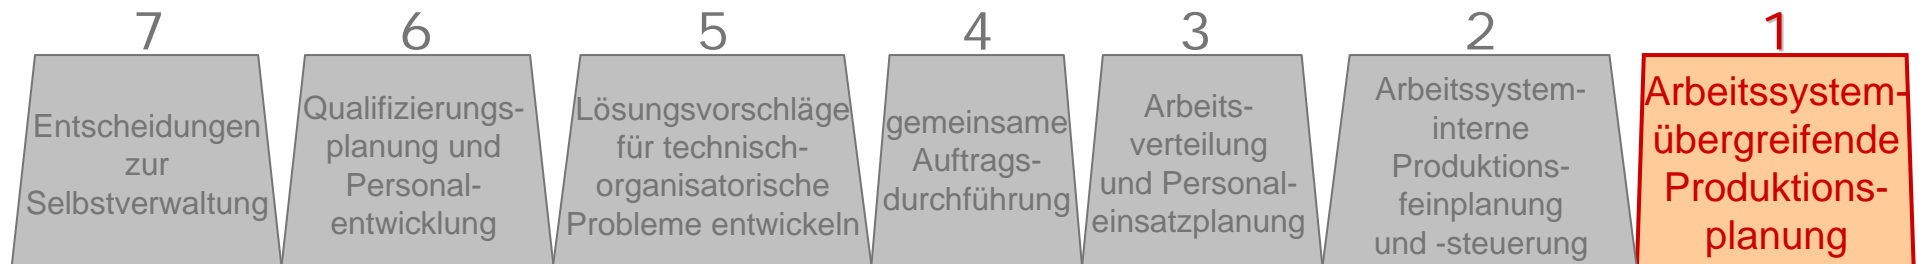 7
Entscheidungen
zur
Selbstverwaltung
6
Qualifizierungs-
planung und
Personal-
entwicklung
5
Lösungsvorschläge
für technisch-
organisatorische
Probleme entwickeln
4
gemeinsame
Auftrags-
durchführung
3
Arbeits-
verteilung
und Personal-
einsatzplanung
2
Arbeitssystem-
interne
Produktions-
feinplanung
und -steuerung
1
Arbeitssystem-
übergreifende
Produktions-
planung